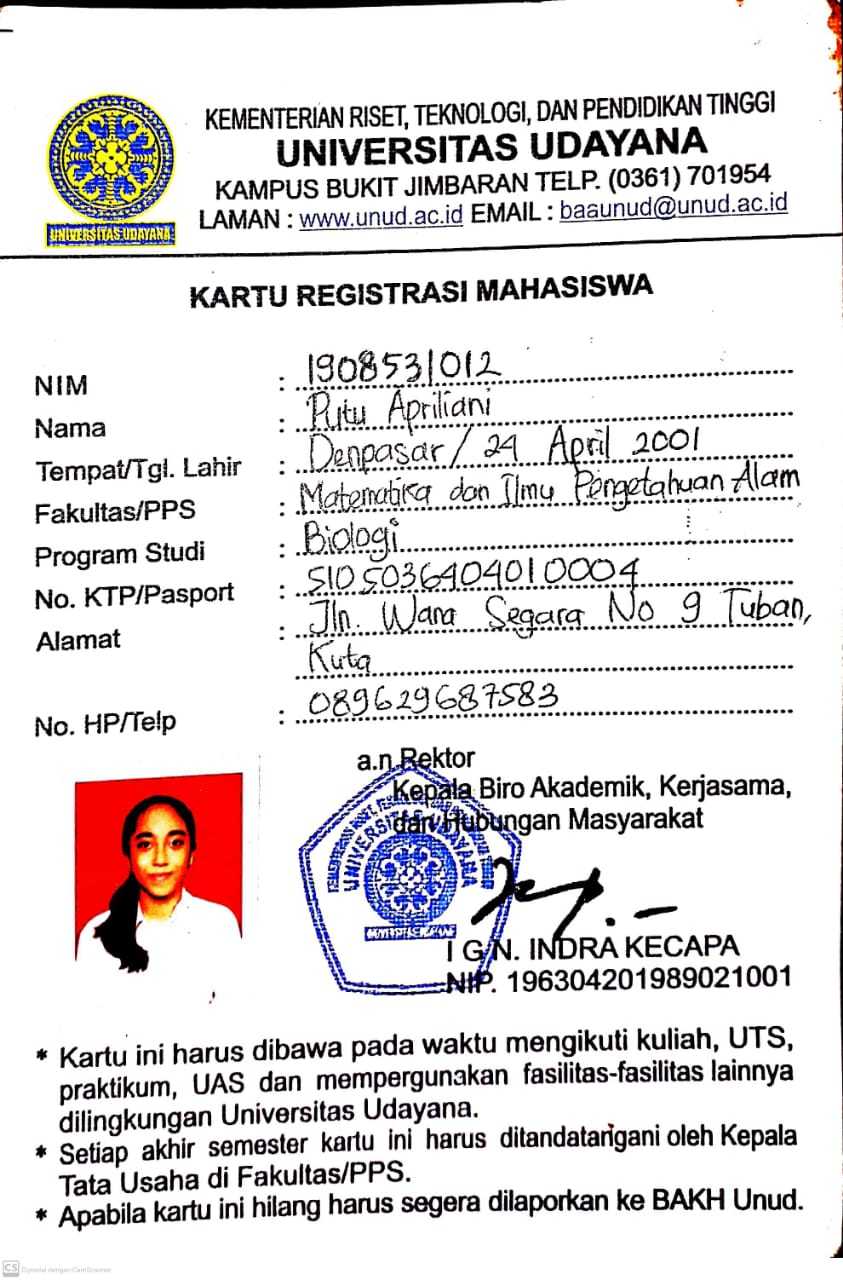 KEMENTERIAN RISET, TEKNOLOGI, DAN PENDIDIKAN TINGGI
UNIVERSITAS UDAYANA
KAMPUS BUKIT JIMBARAN TELP. (0361) 701954
LAMAN : www.unud.ac.id EMAIL : baaunud@unud.ac.id
UNIVERSITAS UDAYANA
KARTU REGISTRASI MAHASISWA
NIM : 1908531012
Nama : Putu Apriliani
Tempat/Tgl. Lahir : Denpasar / 24 April 2001
Fakultas/PPS : Matematika dan Ilmu Pengetahuan Alam
Program Studi : Biologi
No. KTP/Pasport : 5105036404010004
Alamat : Jln. Wana Segara No 9 Tuban,
Kuta
No. HP/Telp : 089629687583
a.n Rektor
Kepala Biro Akademik, Kerjasama,
dan Hubungan Masyarakat
UNIVERSITAS UDAYANA
I G.N. INDRA KECAPA
NIP. 196304201989021001
* Kartu ini harus dibawa pada waktu mengikuti kuliah, UTS,
praktikum, UAS dan mempergunakan fasilitas-fasilitas lainnya
dilingkungan Universitas Udayana.
* Setiap akhir semester kartu ini harus ditandatangani oleh Kepala
Tata Usaha di Fakultas/PPS.
* Apabila kartu ini hilang harus segera dilaporkan ke BAKH Unud.
CS Dipindai dengan CamScanner